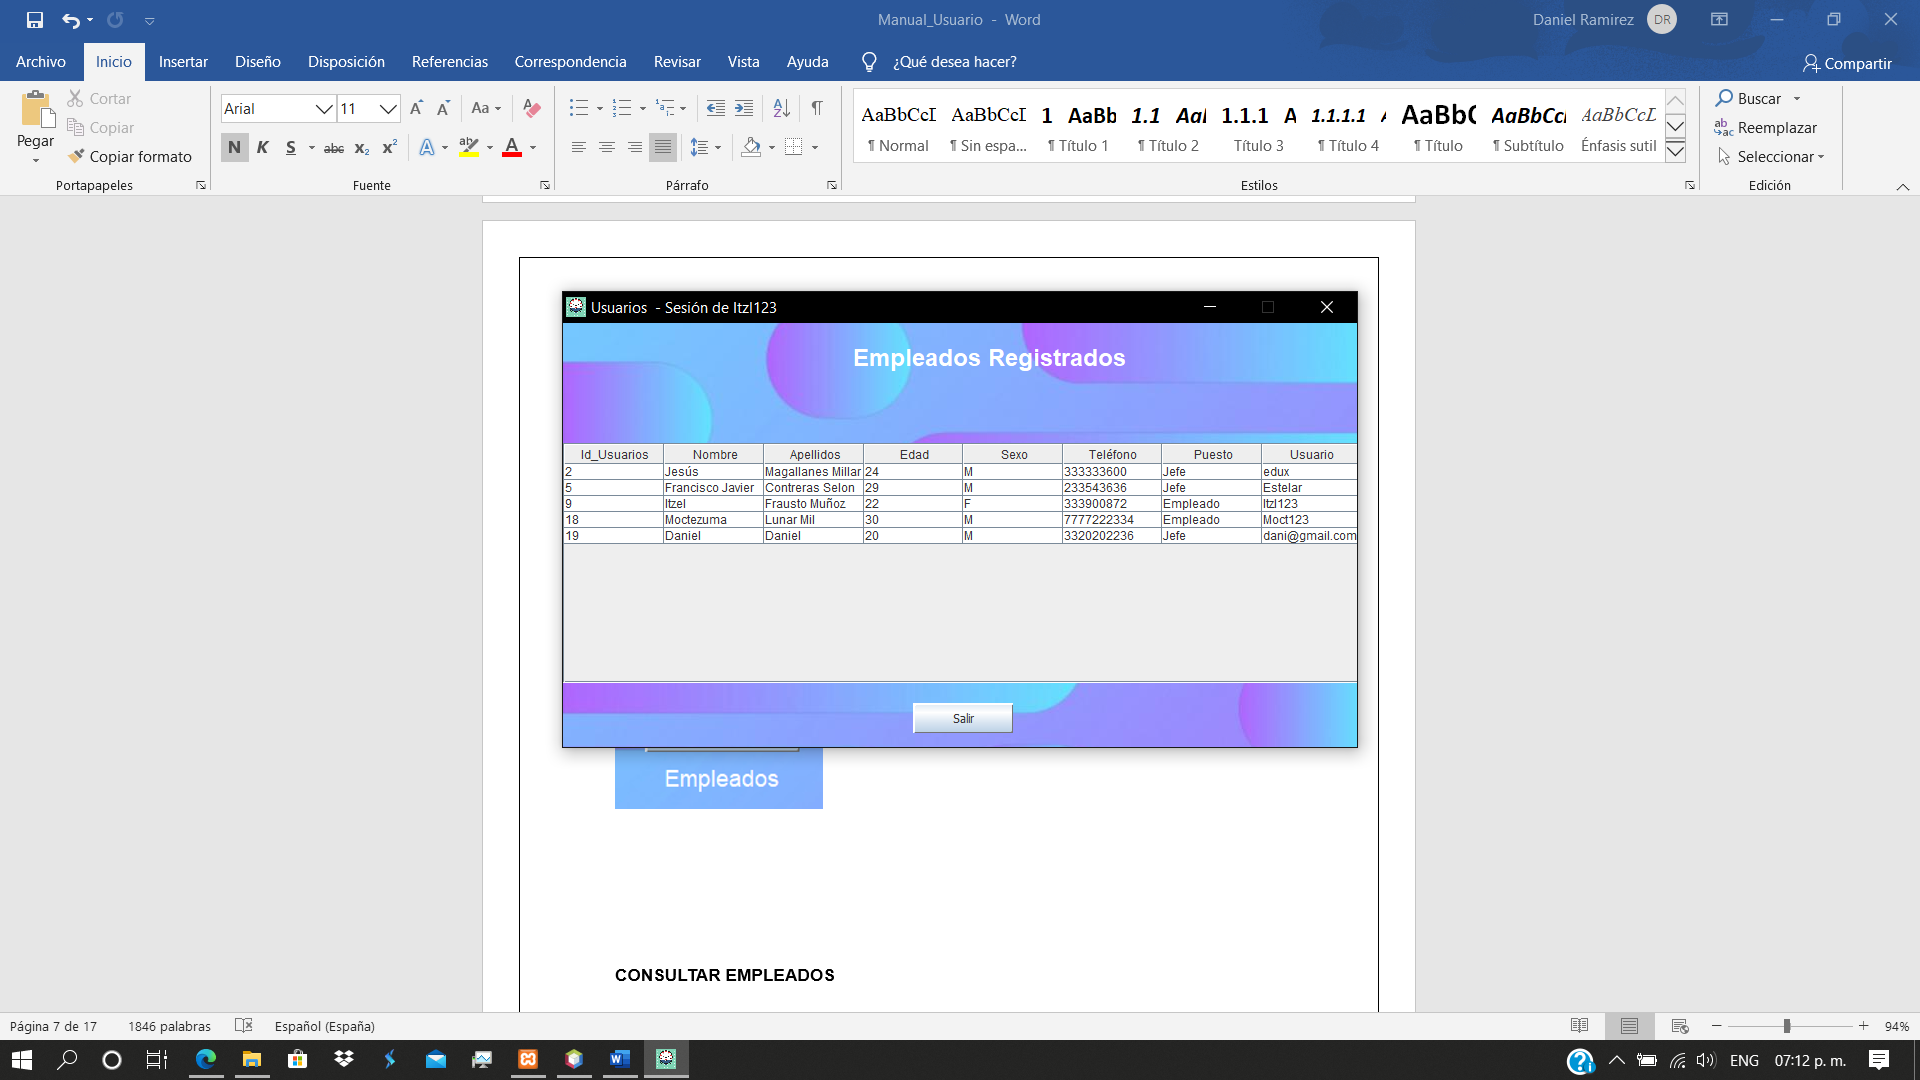 Manual_Usuario - Word
Daniel Ramirez DR
Archivo Inicio Insertar Diseño Disposición Referencias Correspondencia Revisar Vista Ayuda ¿Qué desea hacer? Compartir
Pegar
Cortar
Copiar
Copiar formato
Portapapeles
Arial 11
Aa
N K S abc x₂ x² A ab A
Fuente
Párrafo
AaBbCcI AaBbCcI 1 AaBb 1.1 Aal 1.1.1 A 1.1.1.1 AaBbC AaBbCc AaBbCcL
¶ Normal ¶ Sin espa... ¶ Título 1 ¶ Título 2 Título 3 ¶ Título 4 ¶ Título ¶ Subtítulo Énfasis sutil
Estilos
Buscar
Reemplazar
Seleccionar
Edición
Usuarios - Sesión de Itzl123
Empleados Registrados
Id_Usuarios Nombre Apellidos Edad Sexo Teléfono Puesto Usuario
2 Jesús Magallanes Millar 24 M 333333600 Jefe edux
5 Francisco Javier Contreras Selon 29 M 233543636 Jefe Estelar
9 Itzel Frausto Muñoz 22 F 333900872 Empleado Itzl123
18 Moctezuma Lunar Mil 30 M 7777222334 Empleado Moct123
19 Daniel Daniel 20 M 3320202236 Jefe dani@gmail.com
Salir
Empleados
CONSULTAR EMPLEADOS
Página 7 de 17 1846 palabras Español (España) 94%
ENG 07:12 p. m.